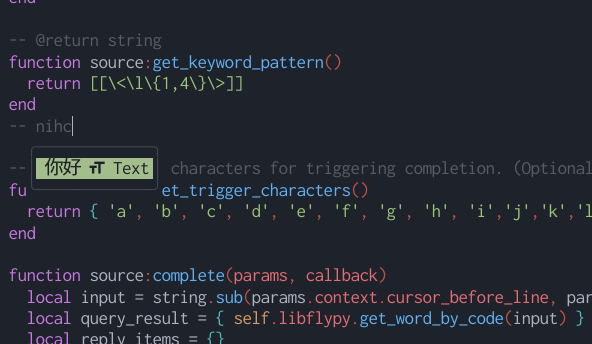 end
-- @return string
function source:get_keyword_pattern()
return [[\<\l\{1,4\}\>]]
end
-- nihc
你好 Text
-- characters for triggering completion. (Optional
fu et_trigger_characters()
return { 'a', 'b', 'c', 'd', 'e', 'f', 'g', 'h', 'i','j','k','l
end
function source:complete(params, callback)
local input = string.sub(params.context.cursor_before_line, par
local query_result = { self.libflypy.get_word_by_code(input) }
local reply_items = {}